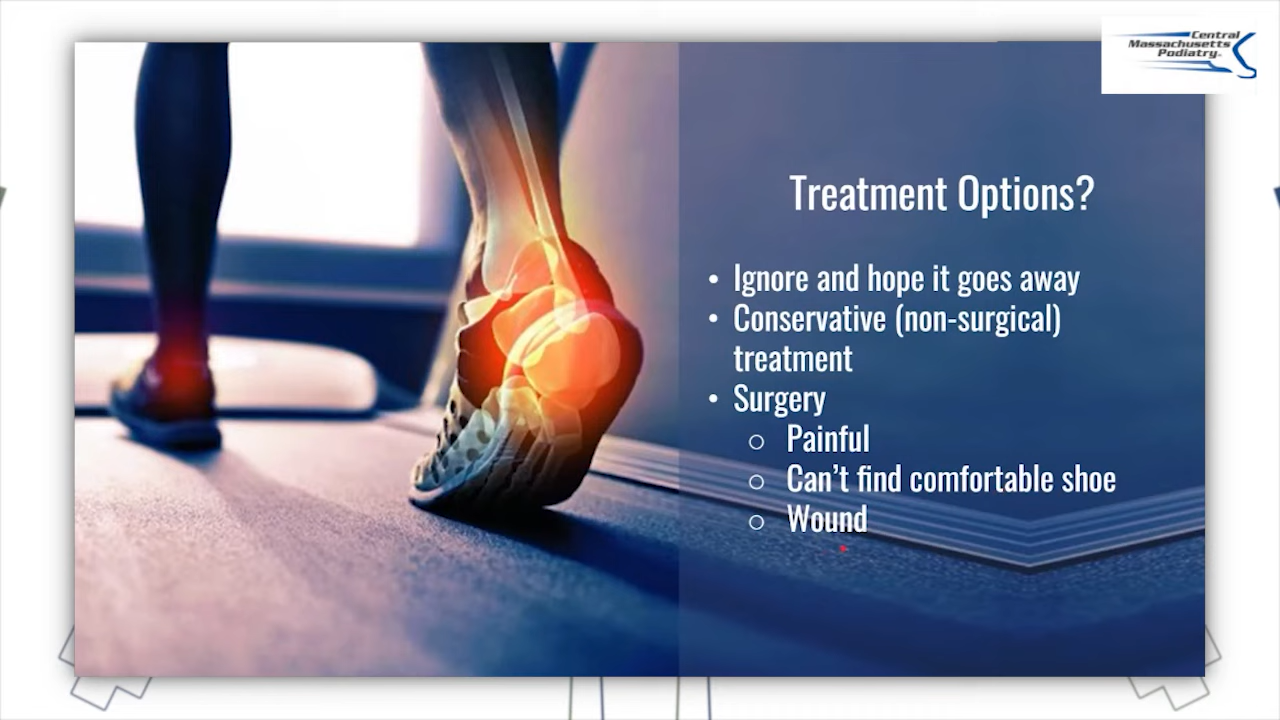 Central
Massachusetts
Podiatry
Treatment Options?
• Ignore and hope it goes away
• Conservative (non-surgical)
treatment
• Surgery
○ Painful
○ Can't find comfortable shoe
○ Wound